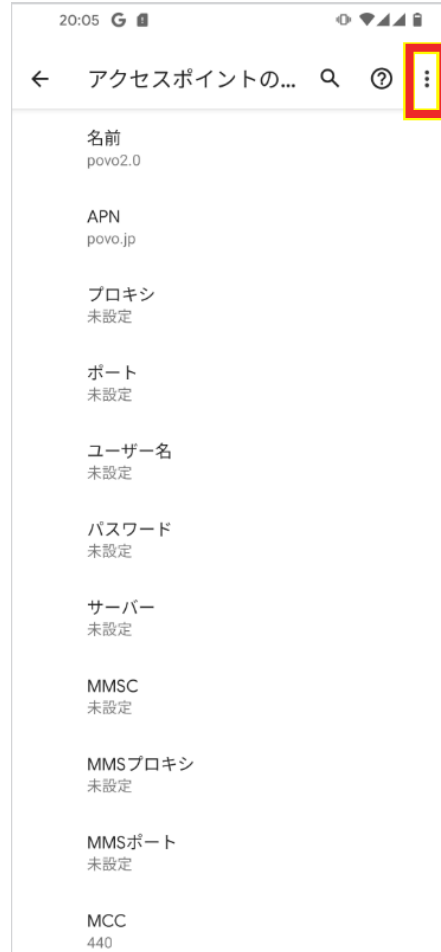 20:05 G
アクセスポイントの...
名前
povo2.0
APN
povo.jp
プロキシ
未設定
ポート
未設定
ユーザー名
未設定
パスワード
未設定
サーバー
未設定
MMSC
未設定
MMSプロキシ
未設定
MMSポート
未設定
MCC
440